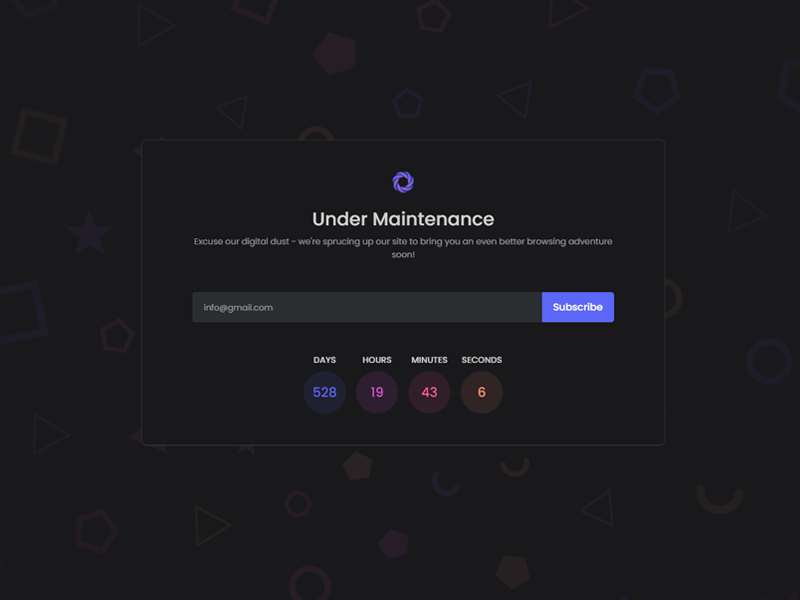 Under Maintenance
Excuse our digital dust - we're sprucing up our site to bring you an even better browsing adventure
soon!
info@gmail.com Subscribe
DAYS HOURS MINUTES SECONDS
528 19 43 6